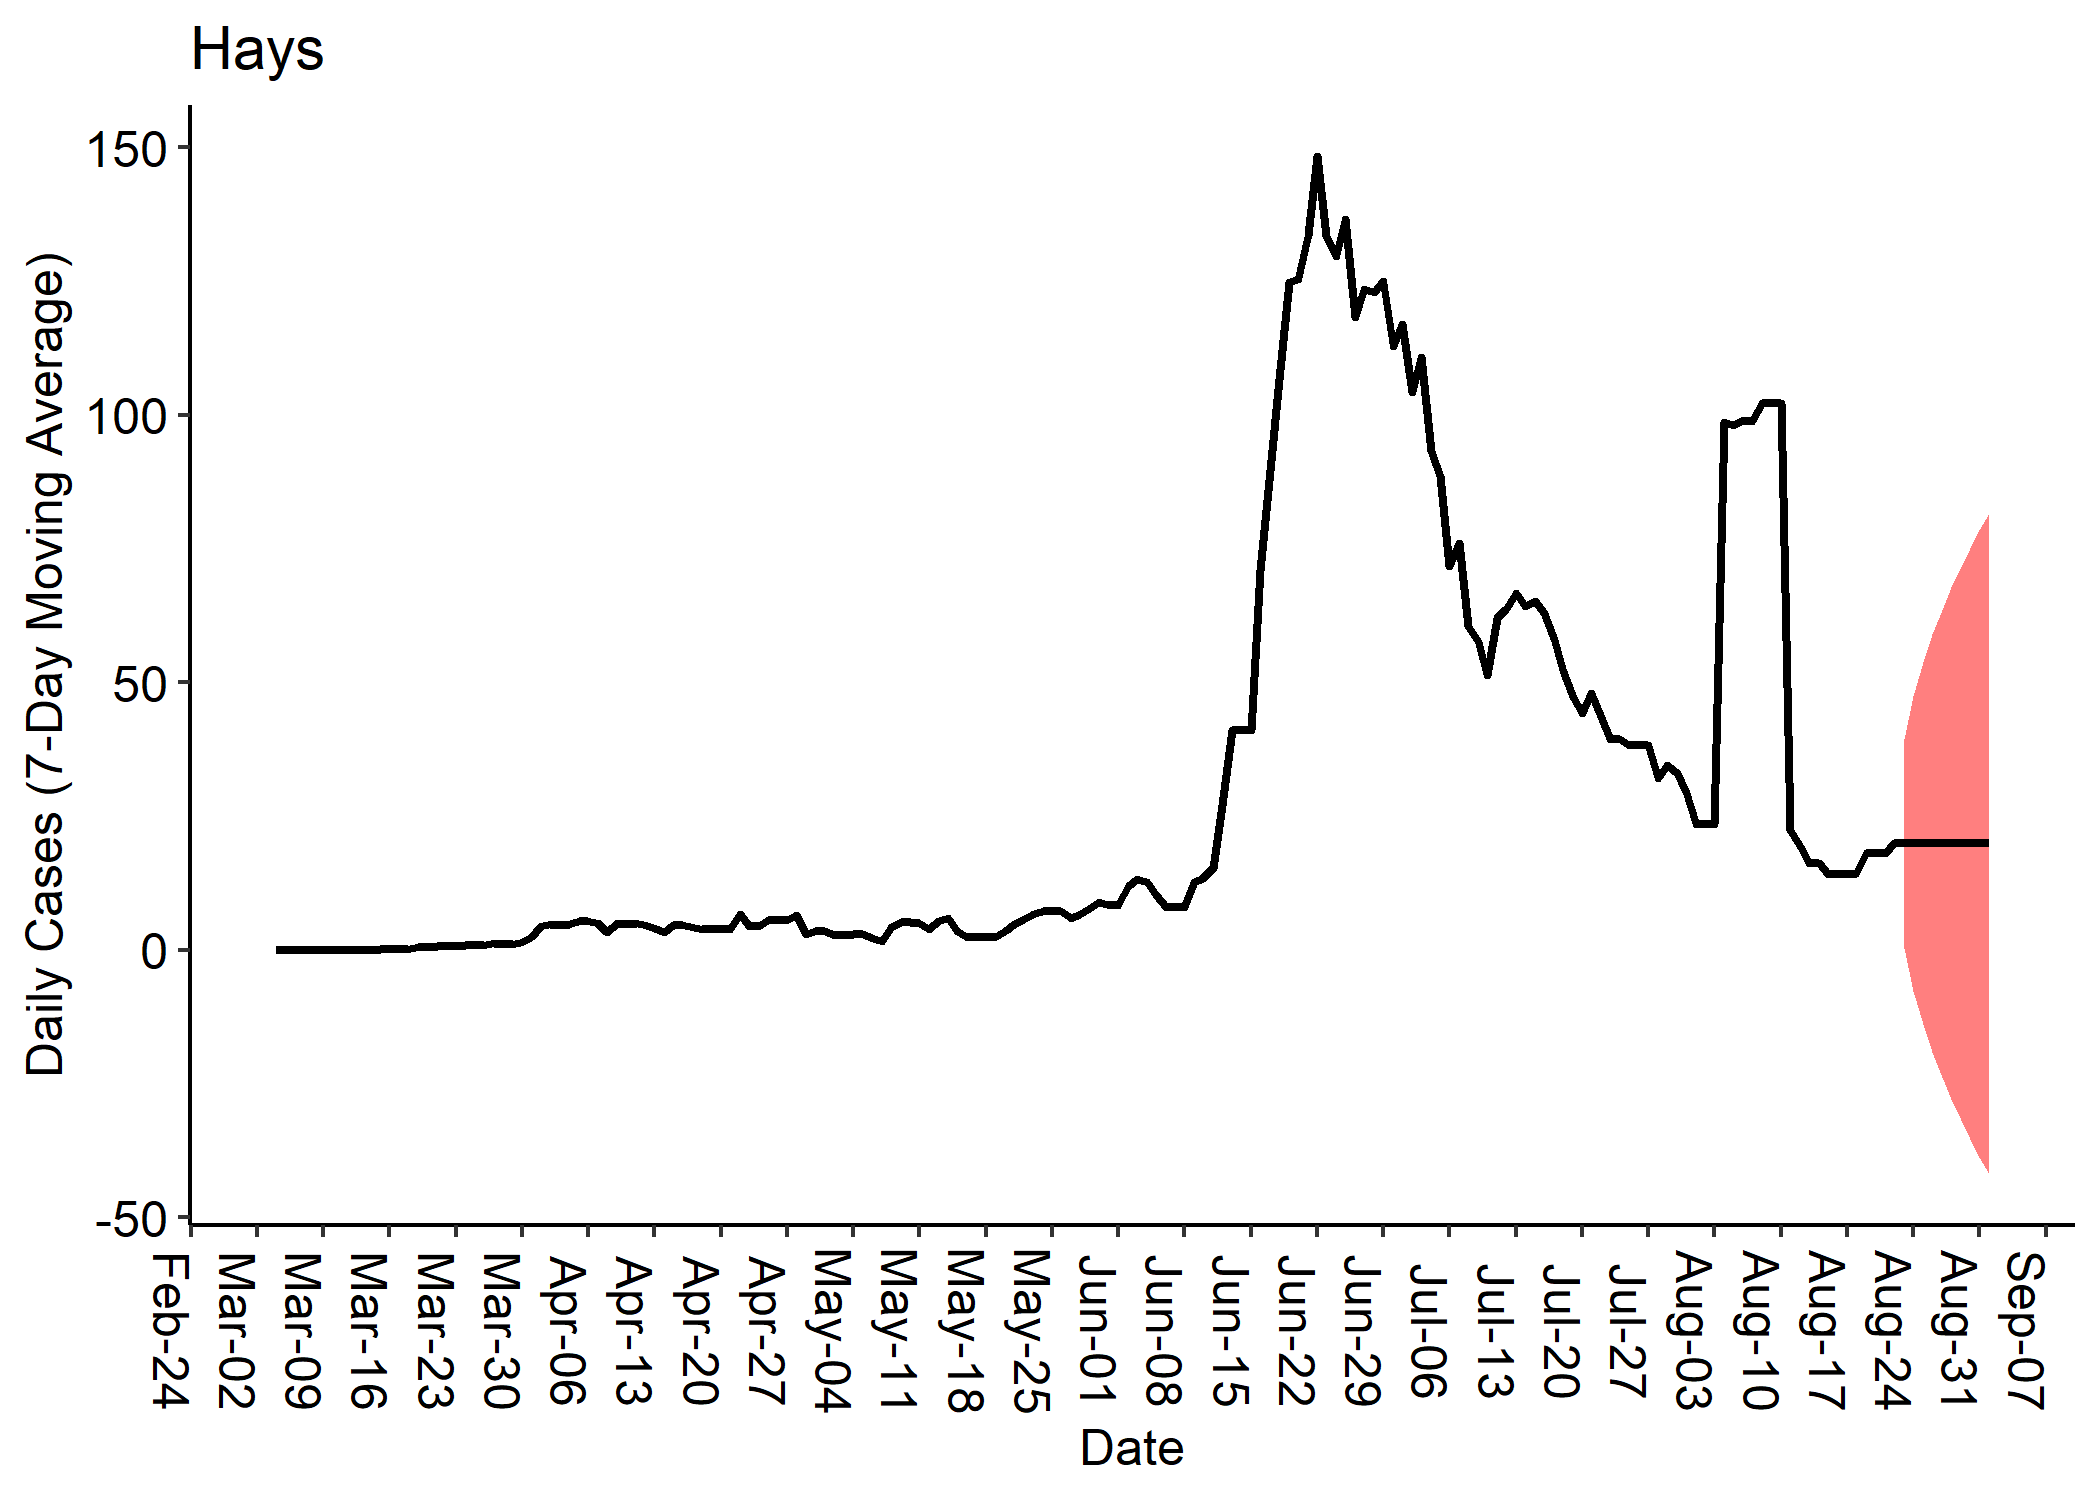 Hays
Daily Cases (7-Day Moving Average)
150
100
50
0
-50
Feb-24
Mar-02
Mar-09
Mar-16
Mar-23
Mar-30
Apr-06
Apr-13
Apr-20
Apr-27
May-04
May-11
May-18
May-25
Jun-01
Jun-08
Jun-15
Jun-22
Jun-29
Jul-06
Jul-13
Jul-20
Jul-27
Aug-03
Aug-10
Aug-17
Aug-24
Aug-31
Sep-07
Date